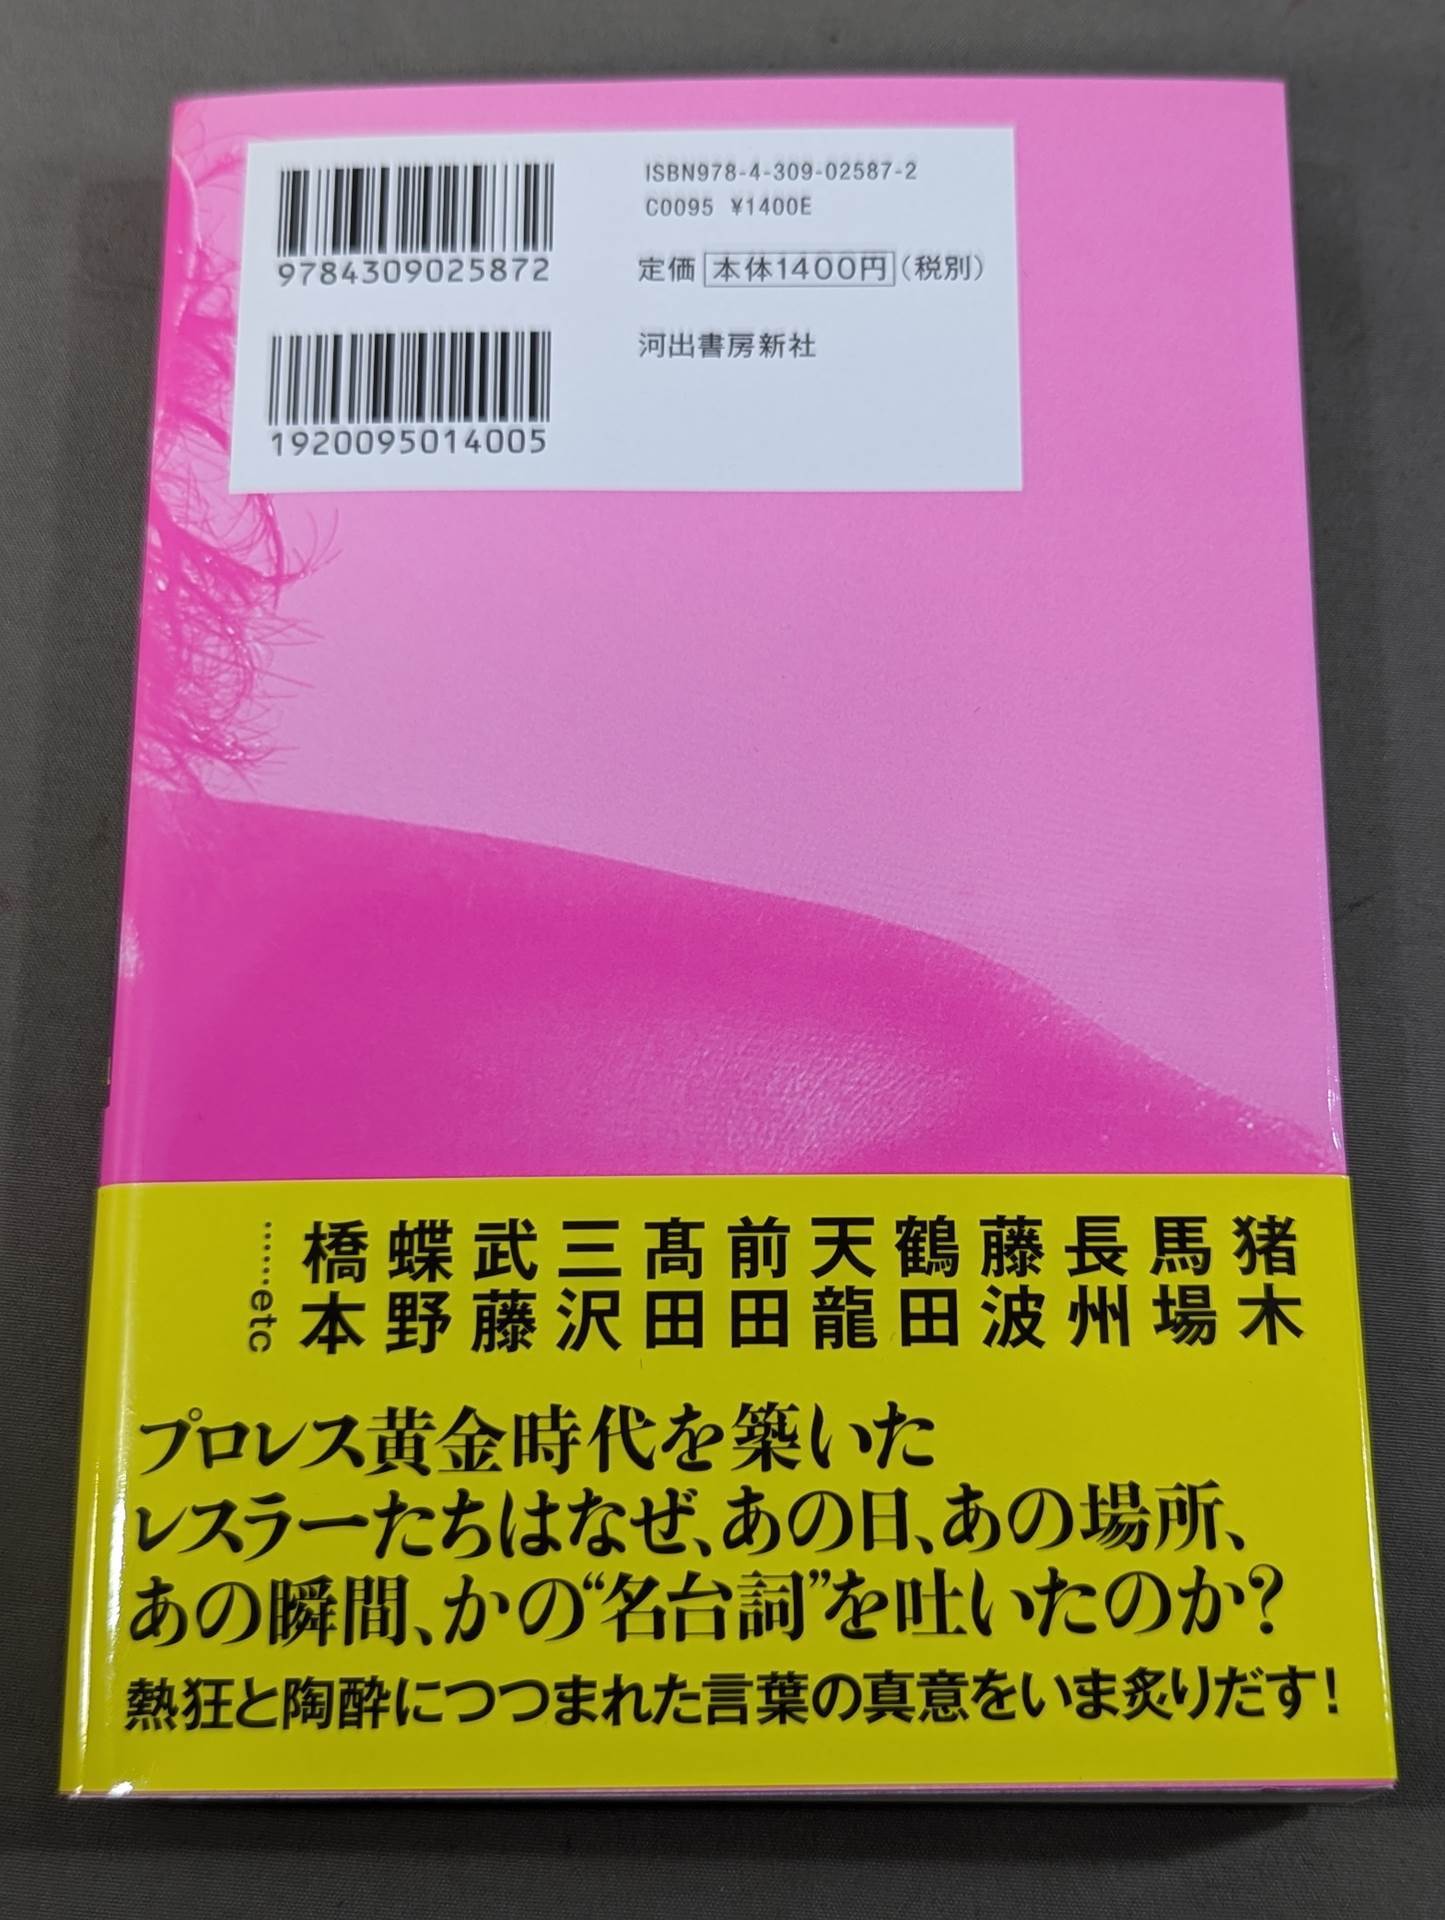 ISBN978-4-309-02587-2
C0095 ¥1400E
定価 本体1400円 (税別)
河出書房新社
9784309025872
1920095014005
猪木
馬場
長州
藤波
鶴田
天龍
前田
髙田
三沢
武藤
蝶野
橋本
……etc
プロレス黄金時代を築いた
レスラーたちはなぜ、あの日、あの場所、
あの瞬間、かの“名台詞”を吐いたのか？
熱狂と陶酔につつまれた言葉の真意をいま炙りだす！